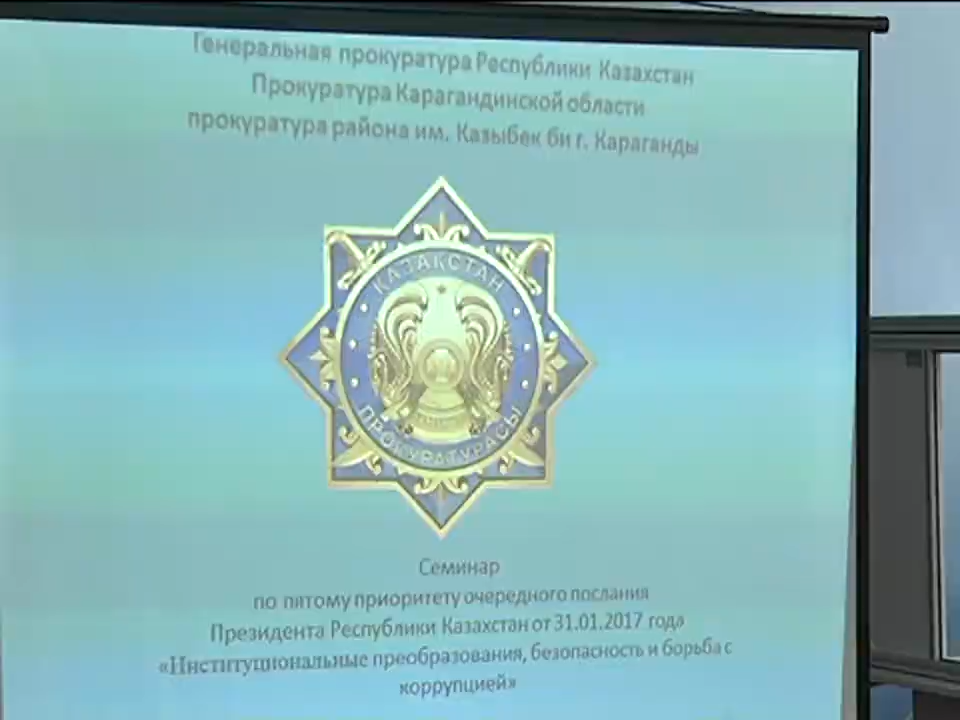 Генеральная прокуратура Республики Казахстан
Прокуратура Карагандинской области
прокуратура района им. Казыбек би г. Караганды
КАЗАКСТАН
ПРОКУРАТУРАСЫ
Семинар
по пятому приоритету очередного послания
Президента Республики Казахстан от 31.01.2017 года
«Институциональные преобразования, безопасность и борьба с
коррупцией»